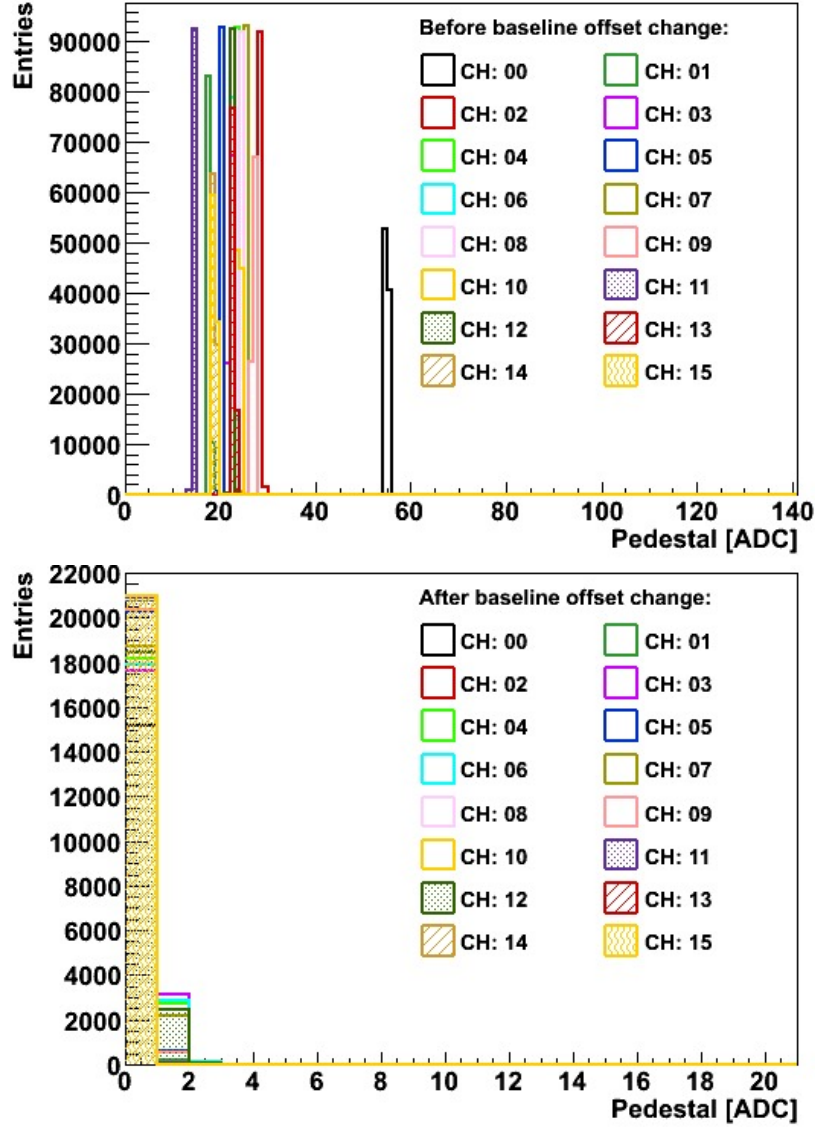 Entries
90000
80000
70000
60000
50000
40000
30000
20000
10000
0
Before baseline offset change:
CH: 00 CH: 01
CH: 02 CH: 03
CH: 04 CH: 05
CH: 06 CH: 07
CH: 08 CH: 09
CH: 10 CH: 11
CH: 12 CH: 13
CH: 14 CH: 15
0 20 40 60 80 100 120 140
Pedestal [ADC]
Entries
22000
20000
18000
16000
14000
12000
10000
8000
6000
4000
2000
0
After baseline offset change:
CH: 00 CH: 01
CH: 02 CH: 03
CH: 04 CH: 05
CH: 06 CH: 07
CH: 08 CH: 09
CH: 10 CH: 11
CH: 12 CH: 13
CH: 14 CH: 15
0 2 4 6 8 10 12 14 16 18 20
Pedestal [ADC]